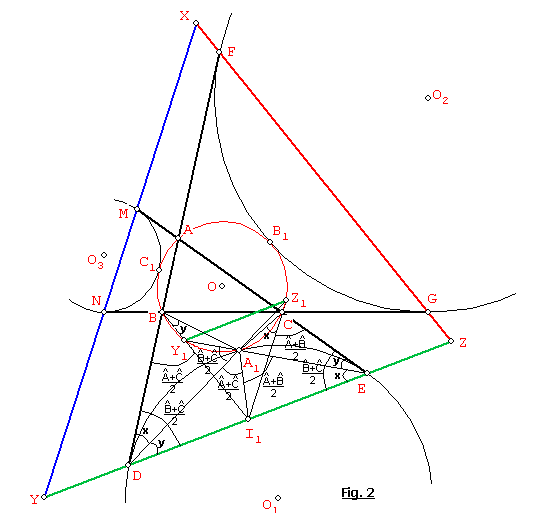 X
F
O₂
M
A
B₁
C₁
O₃
O
Z₁
N
B
C
G
y
x
Y₁
A₁
Z
Â+B̂
2
B̂+Ĉ
2
Â+Ĉ
2
B̂+Ĉ
2
y
x
E
Â+Ĉ
2
Â+B̂
2
B̂+Ĉ
2
I₁
x
y
D
Y
O₁
Fig. 2